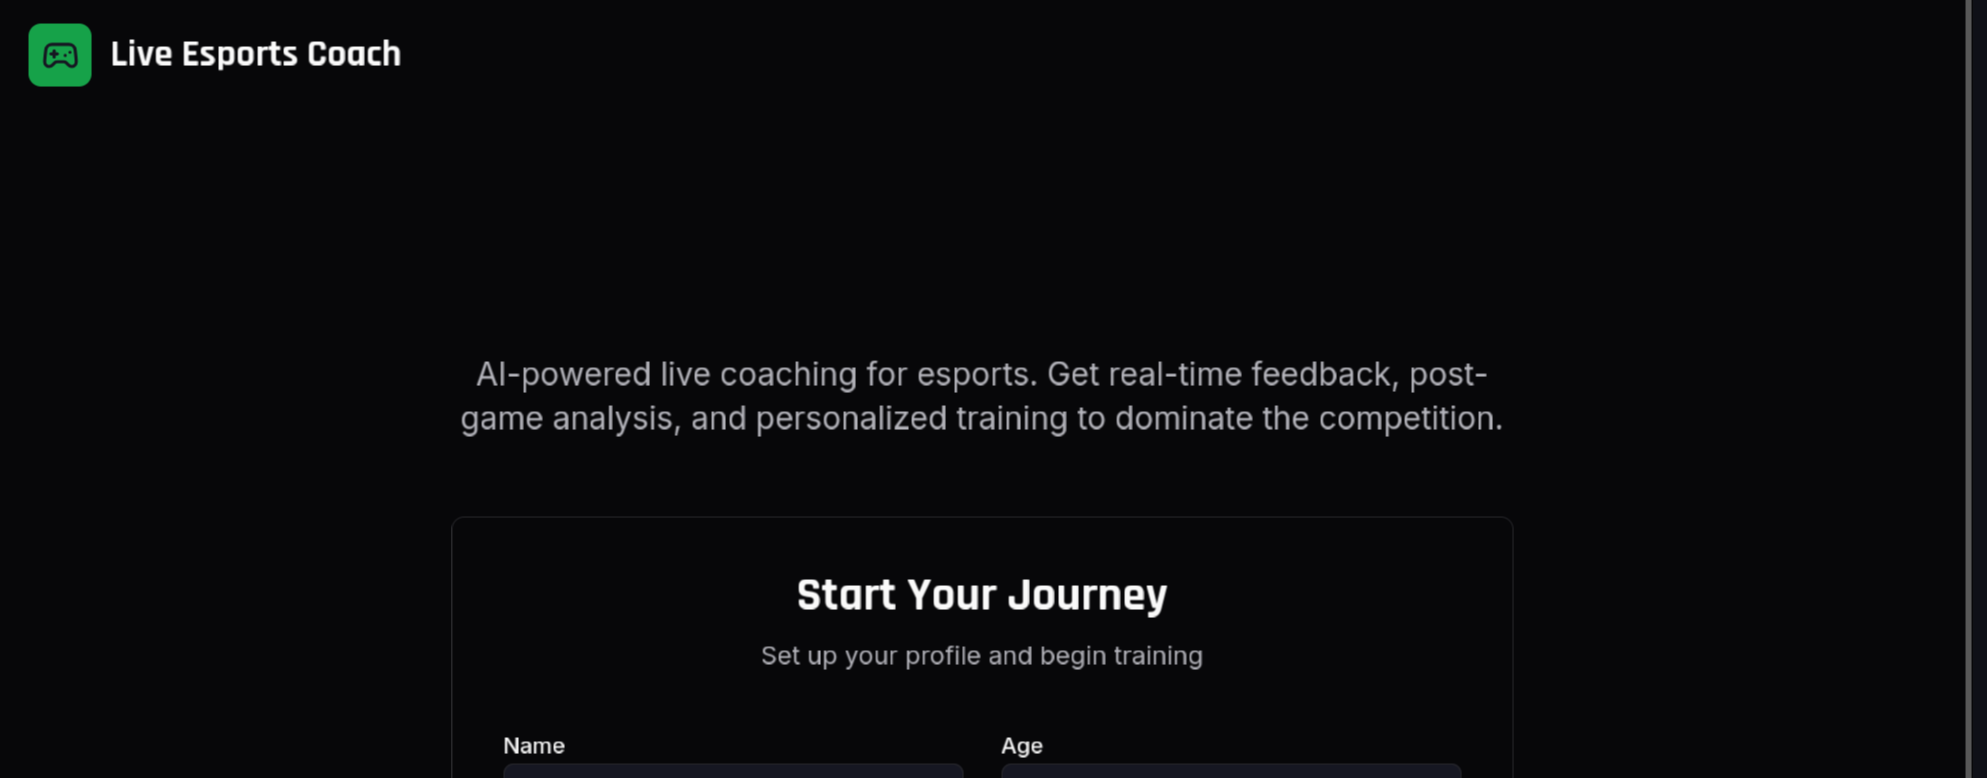 Live Esports Coach
AI-powered live coaching for esports. Get real-time feedback, post-
game analysis, and personalized training to dominate the competition.
Start Your Journey
Set up your profile and begin training
Name
Age